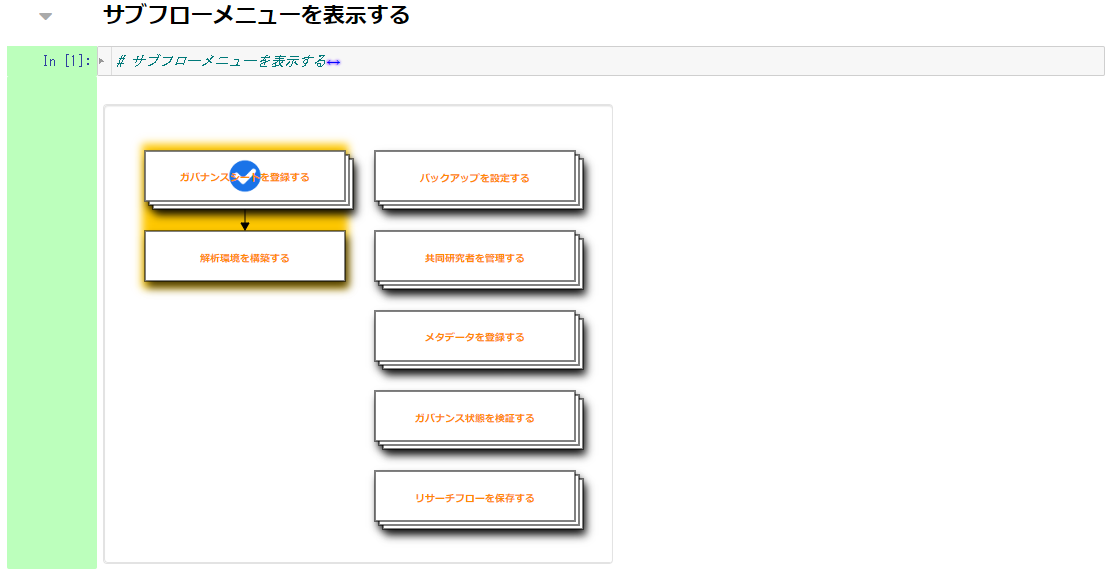 サブフローメニューを表示する
In [1]: # サブフローメニューを表示する
ガバナンスシートを登録する
解析環境を構築する
バックアップを設定する
共同研究者を管理する
メタデータを登録する
ガバナンス状態を検証する
リサーチフローを保存する